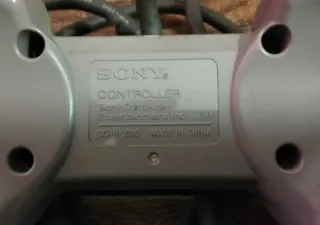 SONY®
CONTROLLER
Sony Computer
Entertainment Inc.
MADE IN CHINA